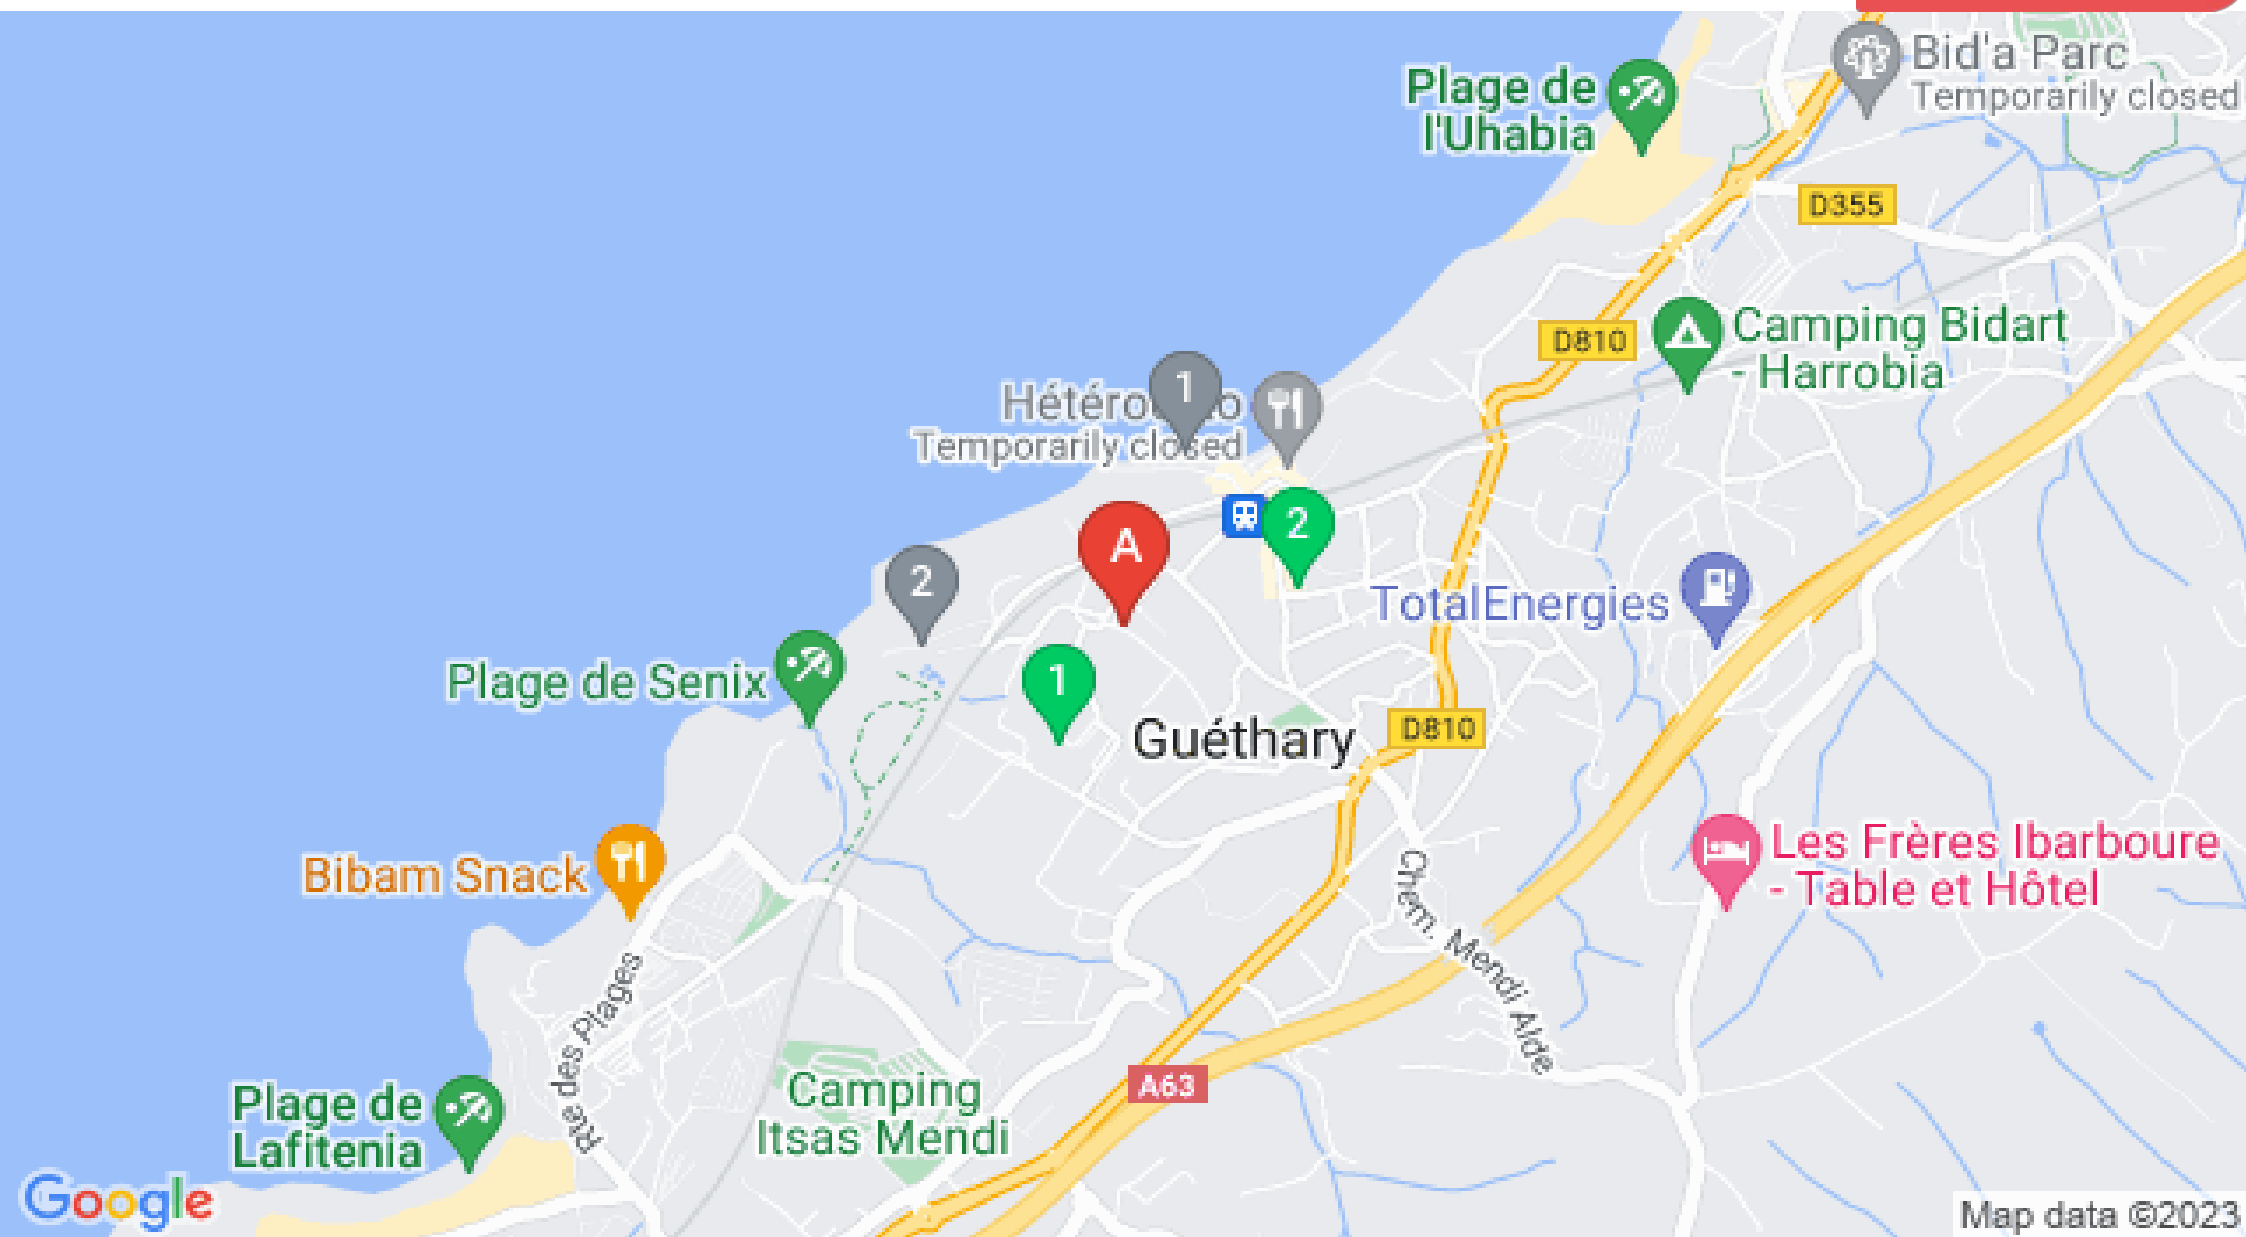 Plage de
l'Uhabia
Bid'a Parc
Temporarily closed
D355
D810
Camping Bidart
- Harrobia
1
Temporarily closed
2
A
2
TotalEnergies
Plage de Senix
1
Guéthary
D810
Bibam Snack
Les Frères Ibarboure
- Table et Hôtel
Chem. Mendi Alde
Rte des Plages
A63
Camping
Itsas Mendi
Plage de
Lafitenia
Google
Map data ©2023